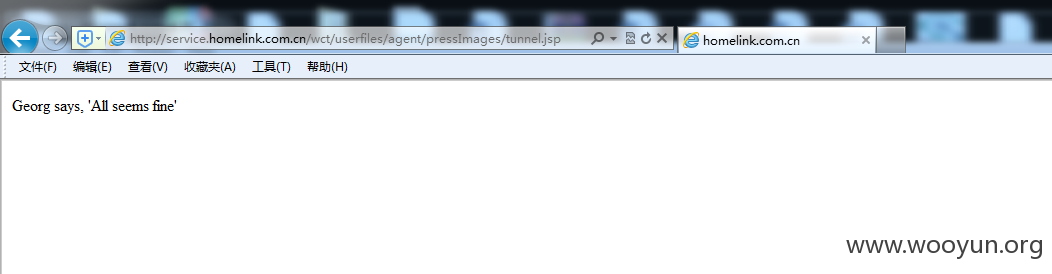 http://service.homelink.com.cn/wct/userfiles/agent/pressImages/tunnel.jsp
homelink.com.cn
文件(F) 编辑(E) 查看(V) 收藏夹(A) 工具(T) 帮助(H)
Georg says, 'All seems fine'
www.wooyun.org